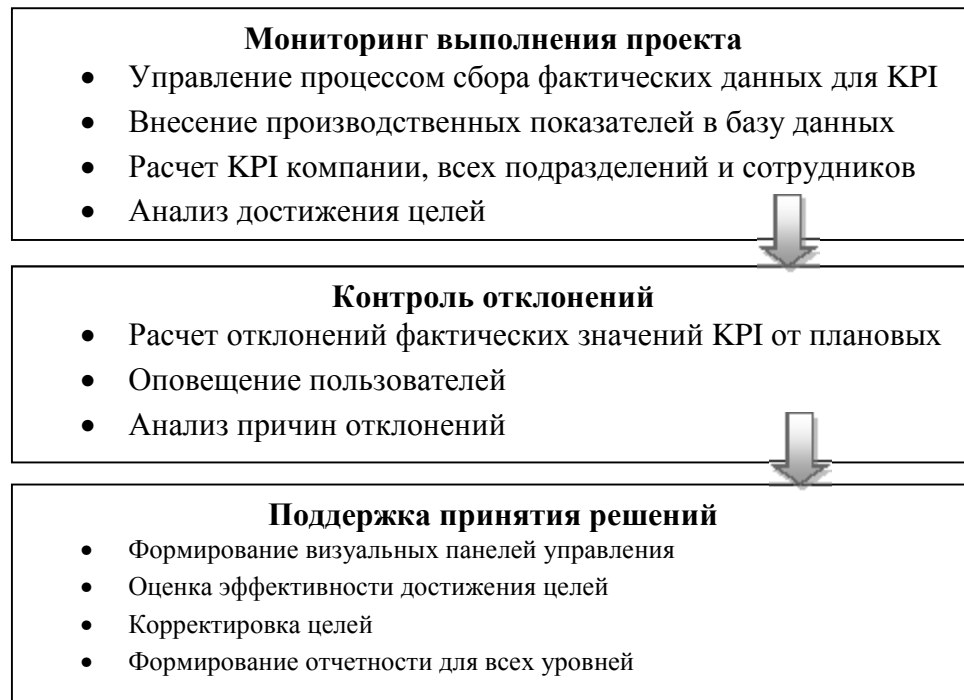 Мониторинг выполнения проекта
• Управление процессом сбора фактических данных для KPI
• Внесение производственных показателей в базу данных
• Расчет KPI компании, всех подразделений и сотрудников
• Анализ достижения целей
Контроль отклонений
• Расчет отклонений фактических значений KPI от плановых
• Оповещение пользователей
• Анализ причин отклонений
Поддержка принятия решений
• Формирование визуальных панелей управления
• Оценка эффективности достижения целей
• Корректировка целей
• Формирование отчетности для всех уровней